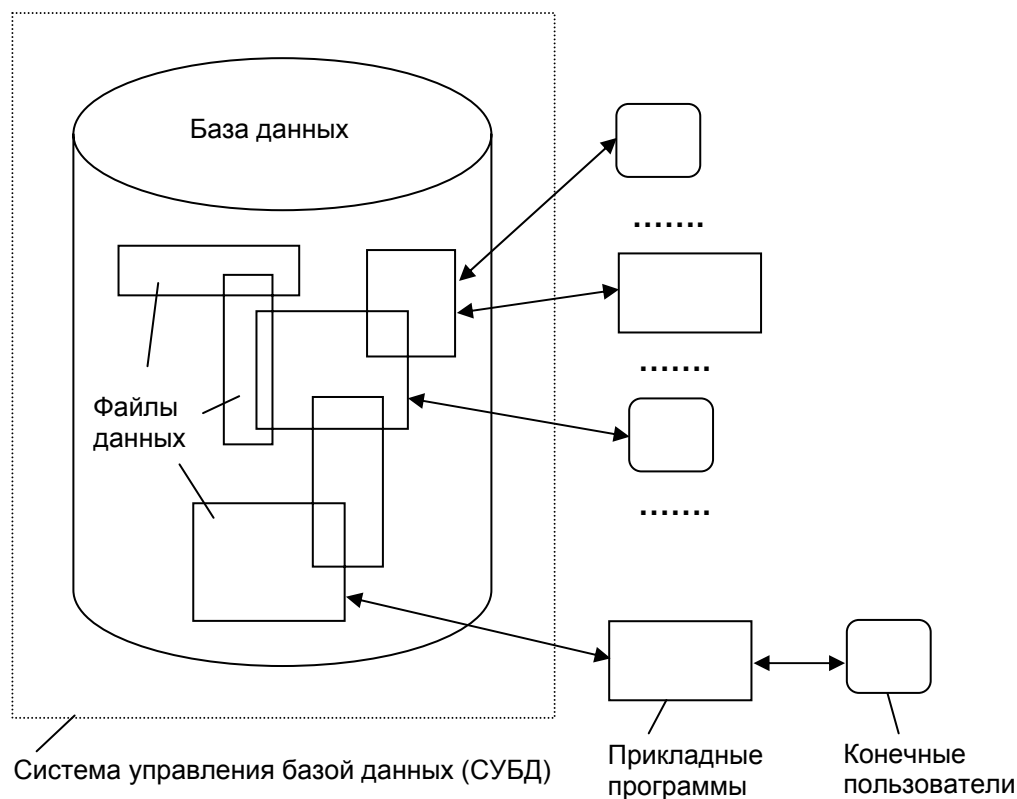 База данных
.......
.......
Файлы
данных
.......
Система управления базой данных (СУБД)
Прикладные
программы
Конечные
пользователи